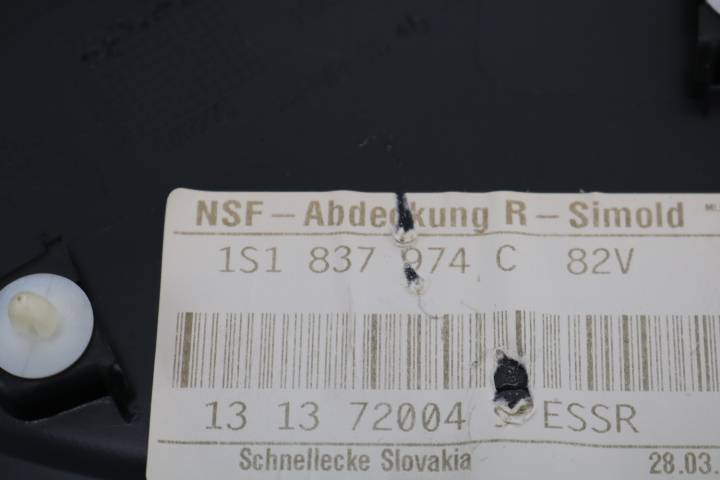 NSF – Abdeckung R – Simold
1S1 837 974 C 82V
13 13 72004 ESSR
Schnellecke Slovakia 28.03.